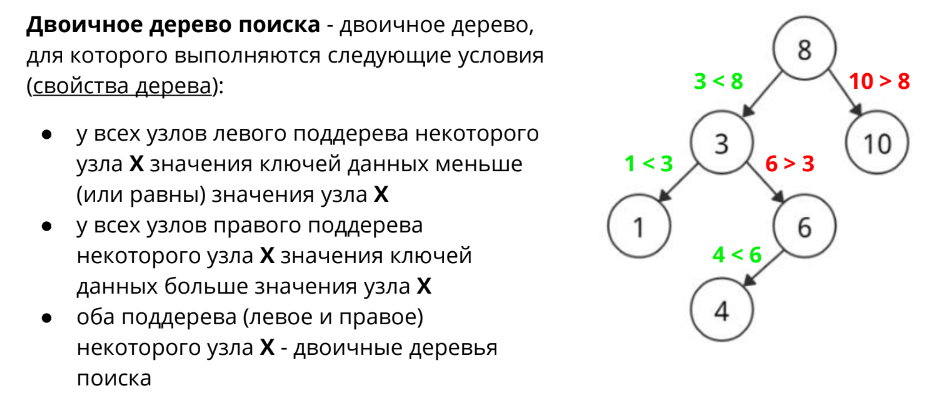 Двоичное дерево поиска - двоичное дерево,
для которого выполняются следующие условия
(свойства дерева):
● у всех узлов левого поддерева некоторого
узла X значения ключей данных меньше
(или равны) значения узла X
● у всех узлов правого поддерева
некоторого узла X значения ключей
данных больше значения узла X
● оба поддерева (левое и правое)
некоторого узла X - двоичные деревья
поиска
8
3 < 8
10 > 8
3
10
1 < 3
6 > 3
1
6
4 < 6
4